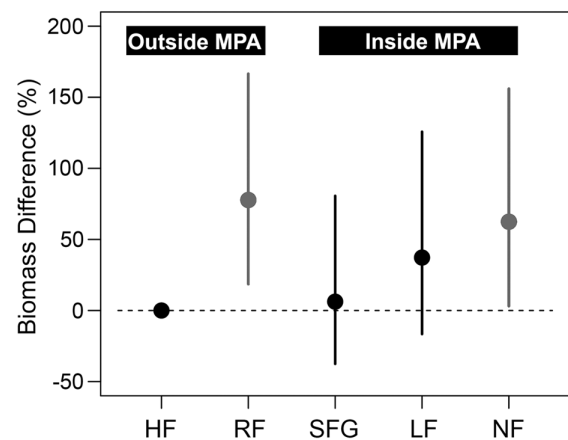 200
Outside MPA Inside MPA
150
100
50
0
-50
Biomass Difference (%)
HF RF SFG LF NF